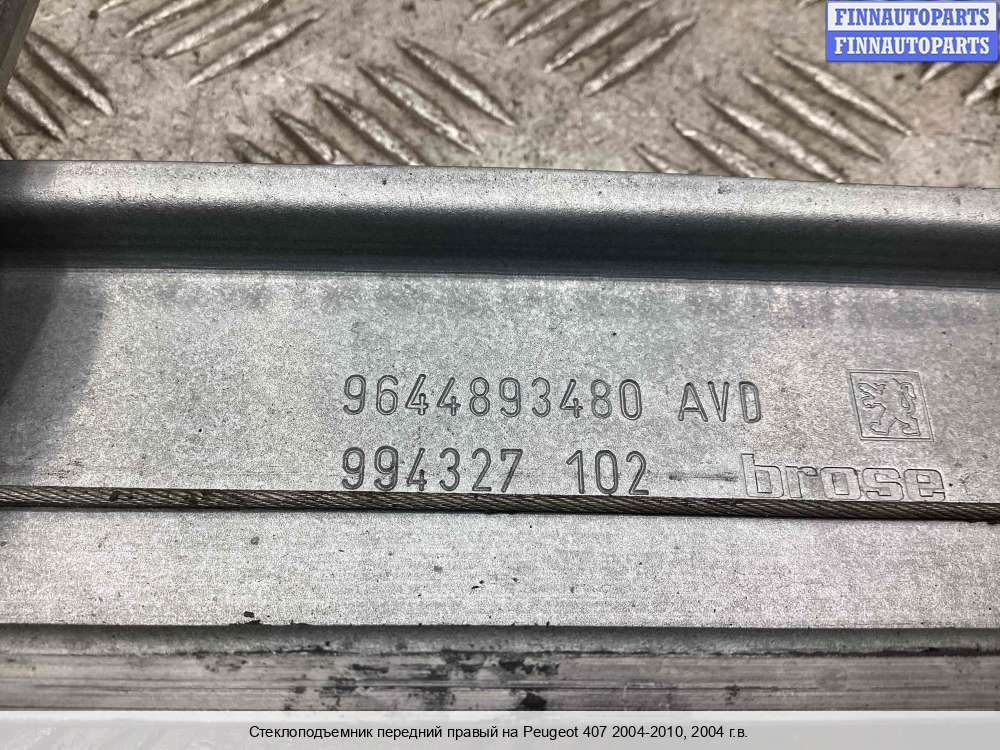 FINNAUTOPARTS
FINNAUTOPARTS
9644893480 AVD
994327 102 brose
Стеклоподъемник передний правый на Peugeot 407 2004-2010, 2004 г.в.